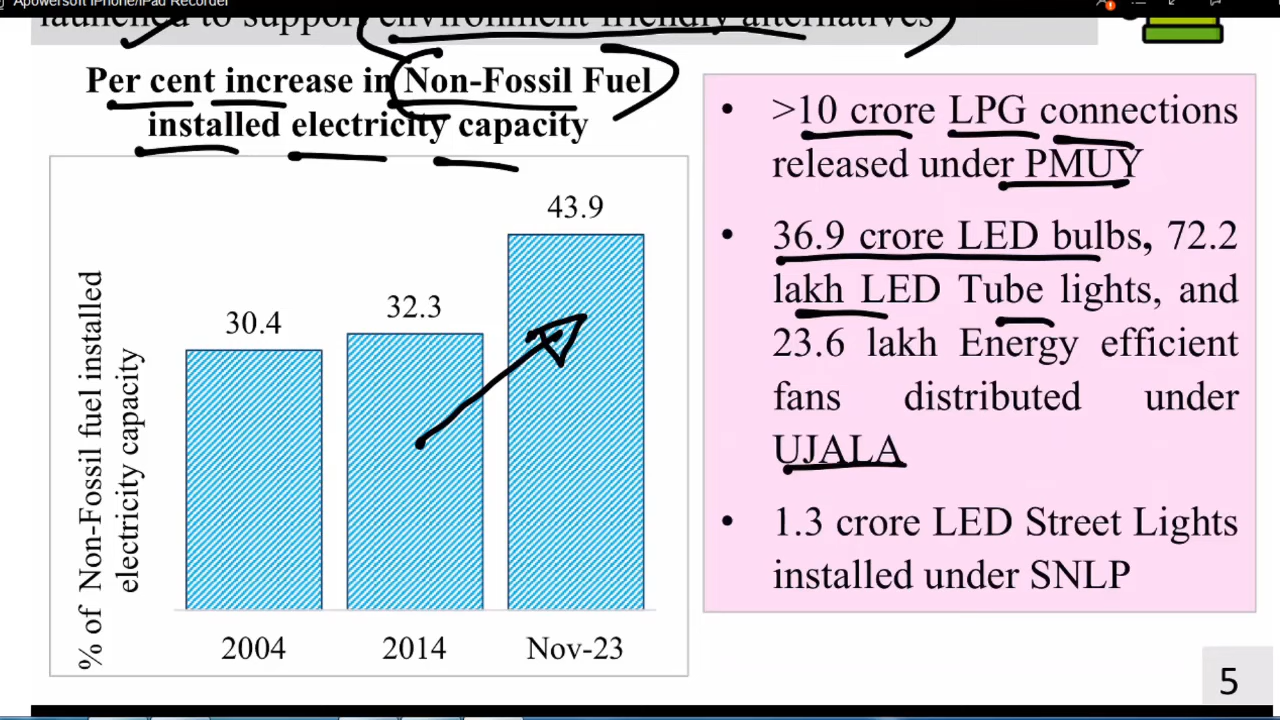 Apowersoft iPhone/iPad Recorder
launched to support environment friendly alternatives
Per cent increase in Non-Fossil Fuel
installed electricity capacity
% of Non-Fossil fuel installed
electricity capacity
43.9
32.3
30.4
2004
2014
Nov-23
• >10 crore LPG connections
released under PMUY
• 36.9 crore LED bulbs, 72.2
lakh LED Tube lights, and
23.6 lakh Energy efficient
fans distributed under
UJALA
• 1.3 crore LED Street Lights
installed under SNLP
5